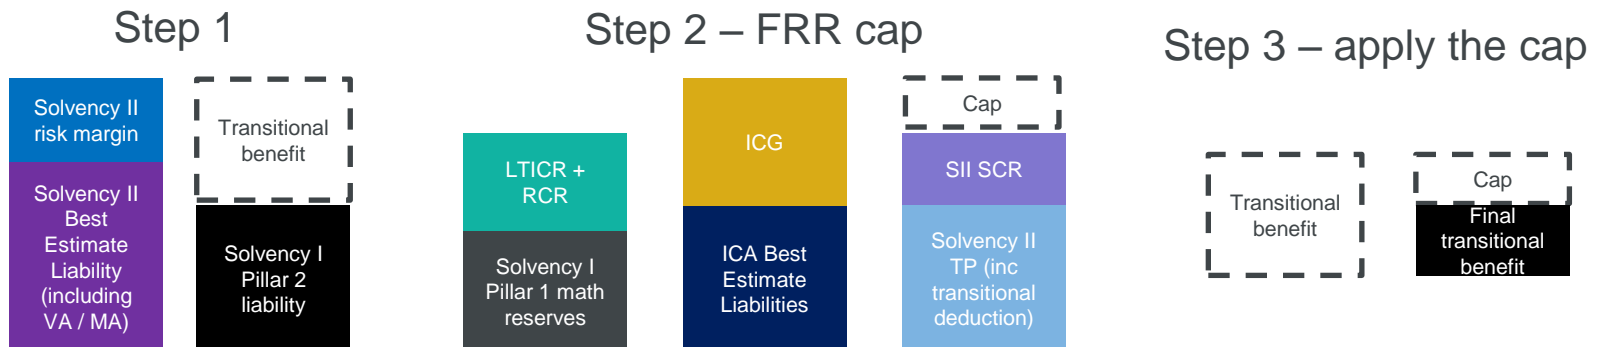 Step 1
Solvency II
risk margin
Solvency II
Best
Estimate
Liability
(including
VA / MA)
Transitional
benefit
Solvency I
Pillar 2
liability
Step 2 – FRR cap
LTICR +
RCR
Solvency I
Pillar 1 math
reserves
ICG
ICA Best
Estimate
Liabilities
Cap
SII SCR
Solvency II
TP (inc
transitional
deduction)
Step 3 – apply the cap
Transitional
benefit
Cap
Final
transitional
benefit